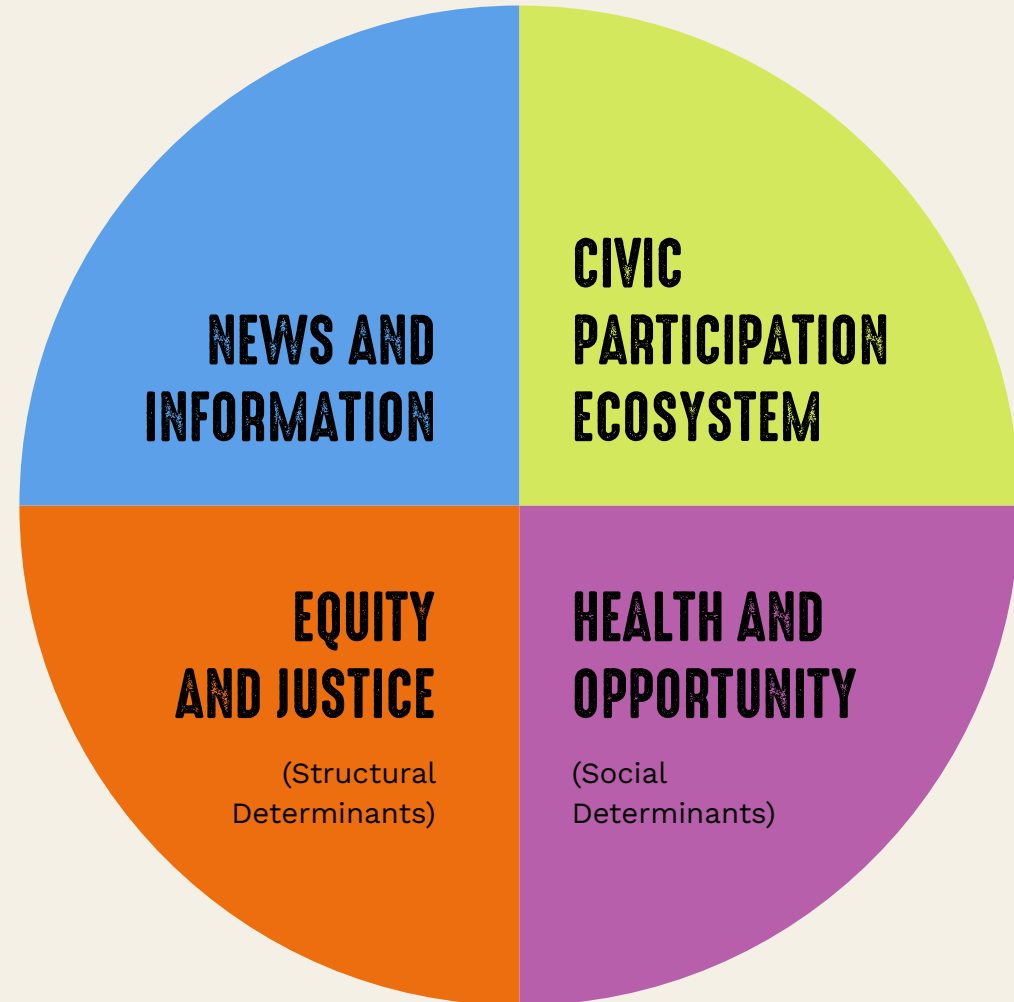 NEWS AND
INFORMATION
CIVIC
PARTICIPATION
ECOSYSTEM
EQUITY
AND JUSTICE
(Structural
Determinants)
HEALTH AND
OPPORTUNITY
(Social
Determinants)